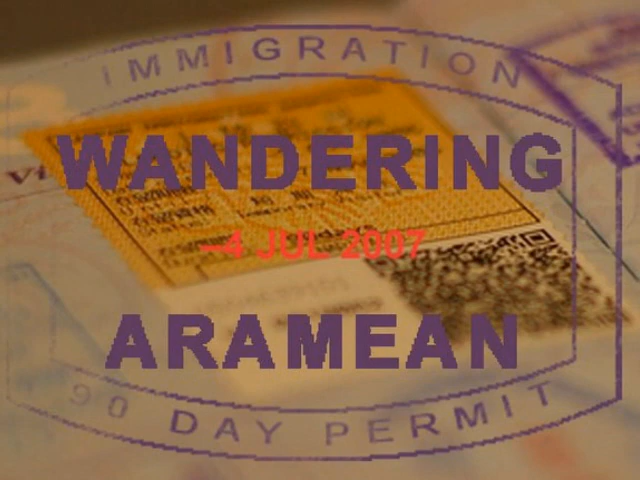 IMMIGRATION
WANDERING
–4 JUL 2007
ARAMEAN
90 DAY PERMIT